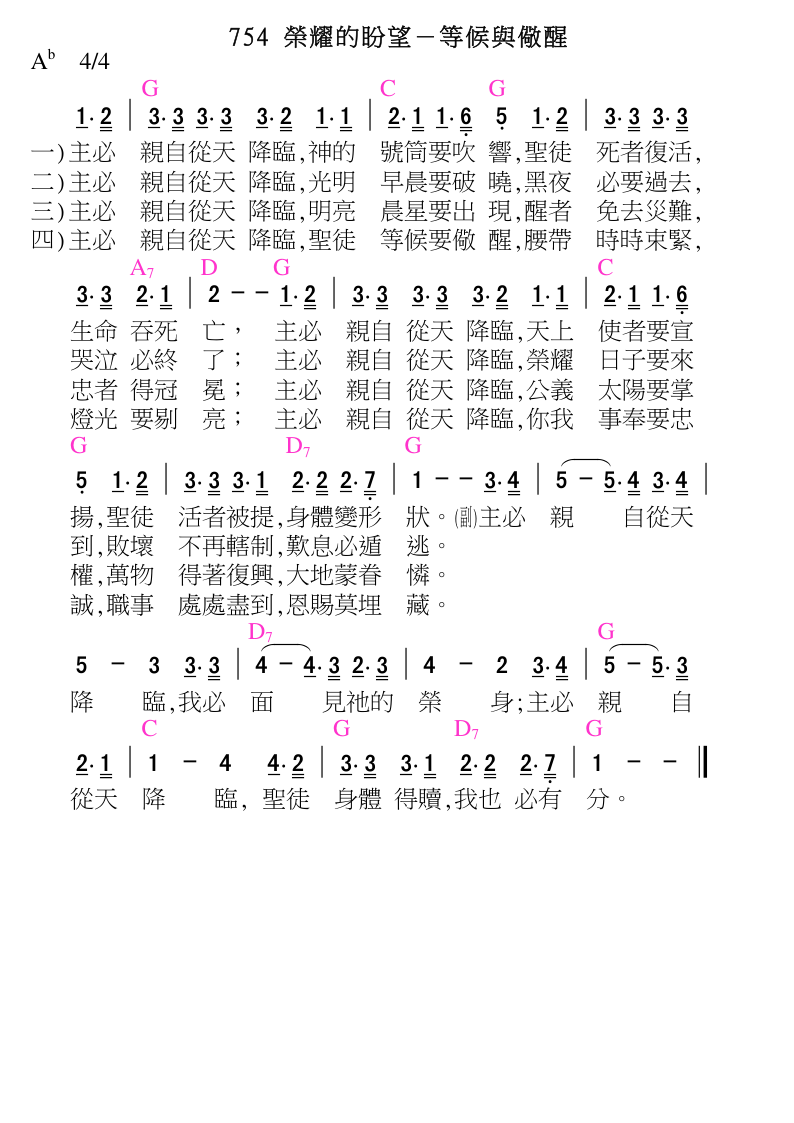 754 榮耀的盼望－等候與儆醒
Ab 4/4
G C G
1· 2 | 3· 3 3· 3 3· 2 1· 1 | 2· 1 1· 6 5 1· 2 | 3· 3 3· 3
一)主必 親自從天 降臨,神的 號筒要吹 響,聖徒 死者復活,
二)主必 親自從天 降臨,光明 早晨要破 曉,黑夜 必要過去,
三)主必 親自從天 降臨,明亮 晨星要出 現,醒者 免去災難,
四)主必 親自從天 降臨,聖徒 等候要儆 醒,腰帶 時時束緊,
A7 D G C
3· 3 2· 1 | 2 - - 1· 2 | 3· 3 3· 3 3· 2 1· 1 | 2· 1 1· 6
生命 吞死 亡， 主必 親自 從天 降臨,天上 使者要宣
哭泣 必終 了； 主必 親自 從天 降臨,榮耀 日子要來
忠者 得冠 冕； 主必 親自 從天 降臨,公義 太陽要掌
燈光 要剔 亮； 主必 親自 從天 降臨,你我 事奉要忠
G D7 G
5 1· 2 | 3· 3 3· 1 2· 2 2· 7 | 1 - - 3· 4 | 5 - 5· 4 3· 4 |
揚,聖徒 活者被提,身體變形 狀。(副)主必 親 自從天
到,敗壞 不再轄制,歎息必遁 逃。
權,萬物 得著復興,大地蒙眷 憐。
誠,職事 處處盡到,恩賜莫埋 藏。
D7 G
5 - 3 3· 3 | 4 - 4· 3 2· 3 | 4 - 2 3· 4 | 5 - 5· 3
降 臨,我必 面 見祂的 榮 身;主必 親 自
C G D7 G
2· 1 | 1 - 4 4· 2 | 3· 3 3· 1 2· 2 2· 7 | 1 - - ‖
從天 降 臨, 聖徒 身體 得贖,我也 必有 分。